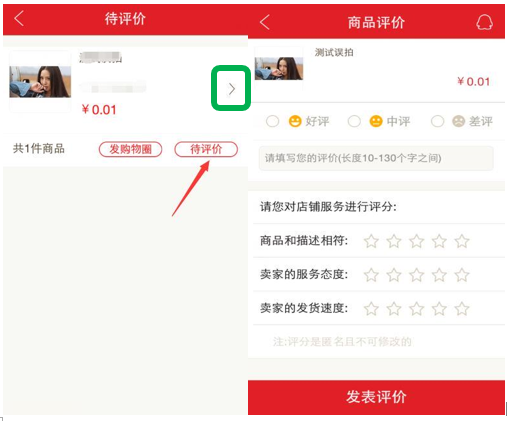 待评价
￥0.01
共1件商品
发购物圈
待评价
商品评价
测试误拍
￥0.01
好评 中评 差评
请填写您的评价(长度10-130个字之间)
请您对店铺服务进行评分:
商品和描述相符:
卖家的服务态度:
卖家的发货速度:
注:评分是匿名且不可修改的
发表评价